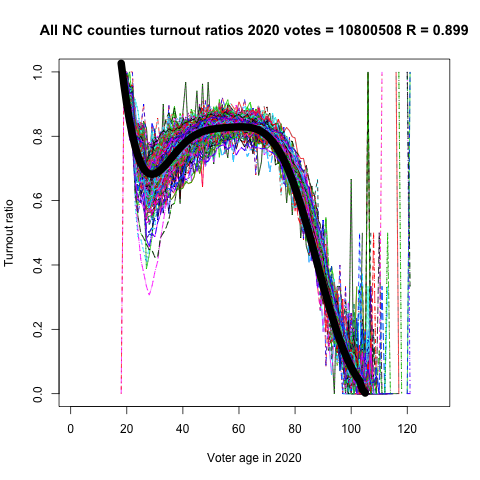 All NC counties turnout ratios 2020 votes = 10800508 R = 0.899
1.0
0.8
0.6
0.4
0.2
0.0
Turnout ratio
0 20 40 60 80 100 120
Voter age in 2020